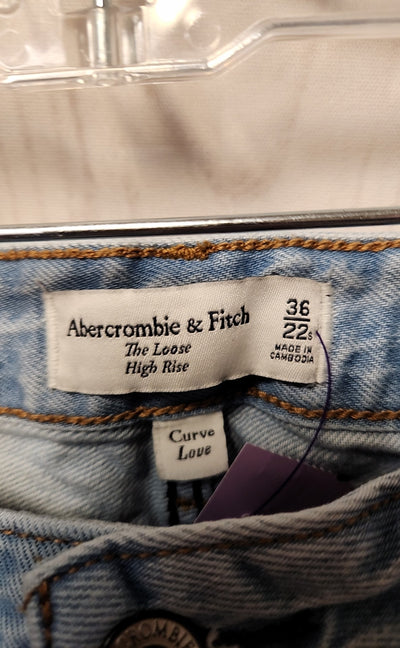 Abercrombie & Fitch
The Loose
High Rise
36
22s
MADE IN
CAMBODIA
Curve
Love